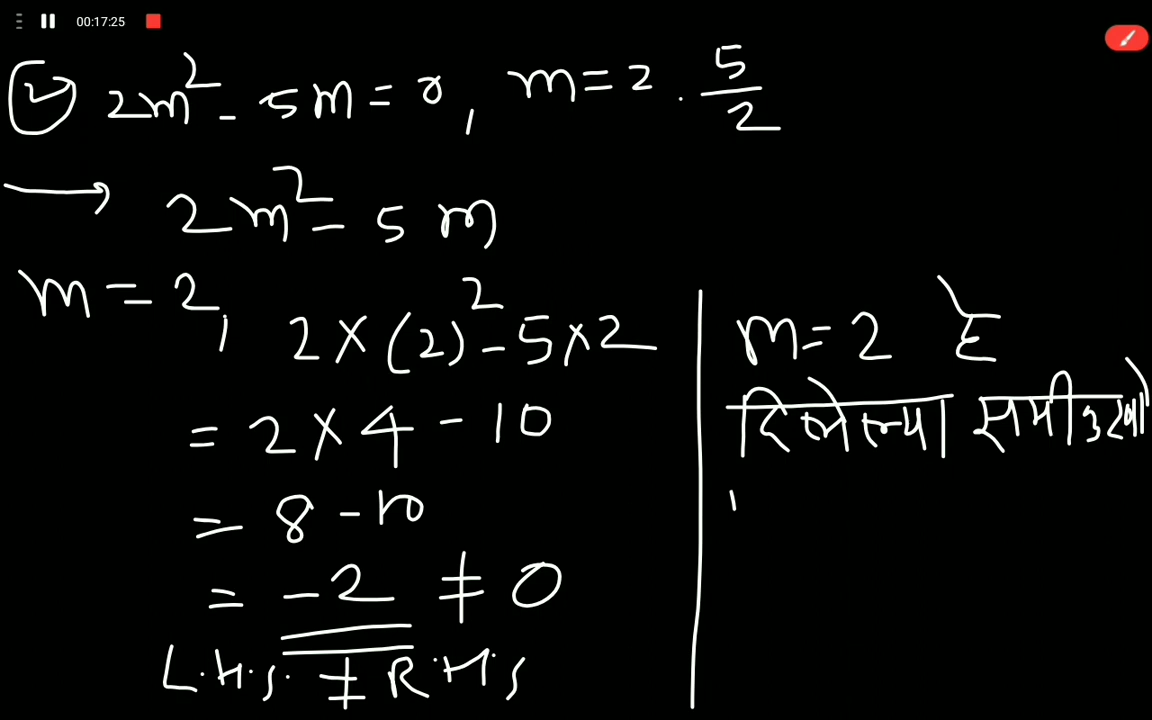 00:17:25
2) 2m² - 5m = 0, m = 2 . 5/2
→ 2m² = 5m
m = 2, 2 × (2)² - 5 × 2
= 2 × 4 - 10
= 8 - 10
= -2 ≠ 0
L.H.S. ≠ R.H.S
m = 2 हे
दिलेल्या समीकरणा